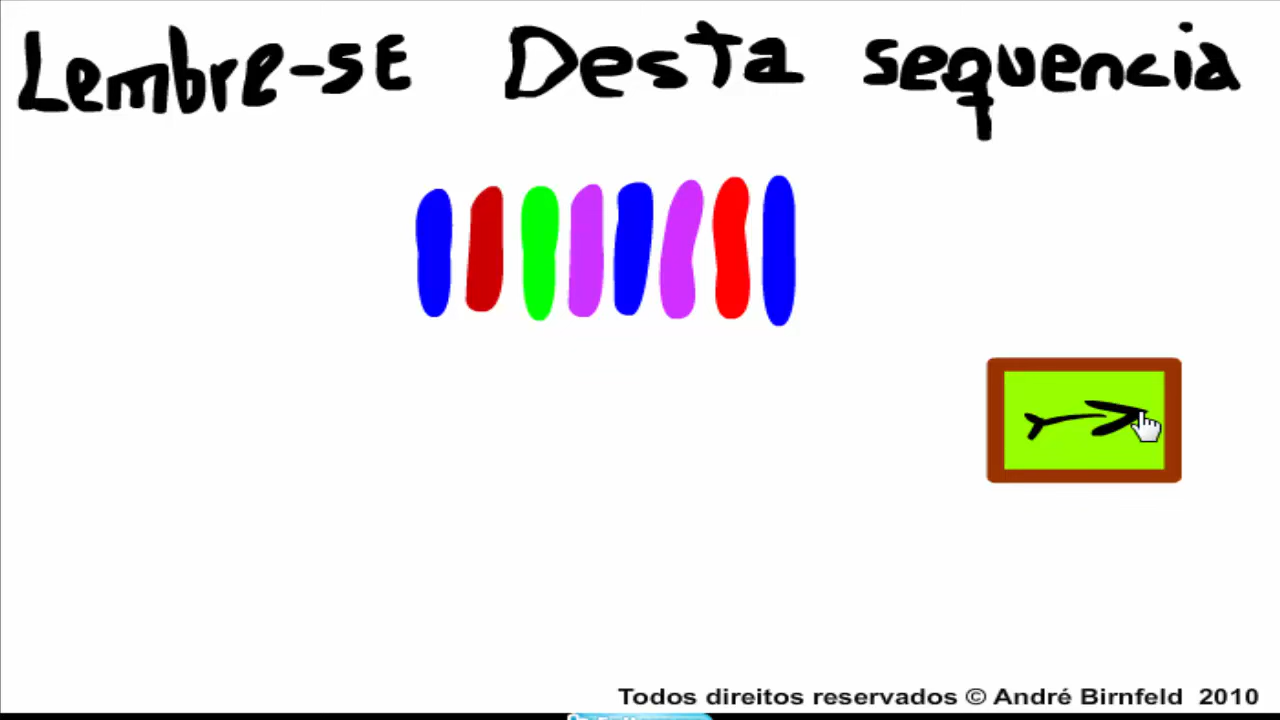 Lembre-se Desta sequencia
Todos direitos reservados © André Birnfeld 2010